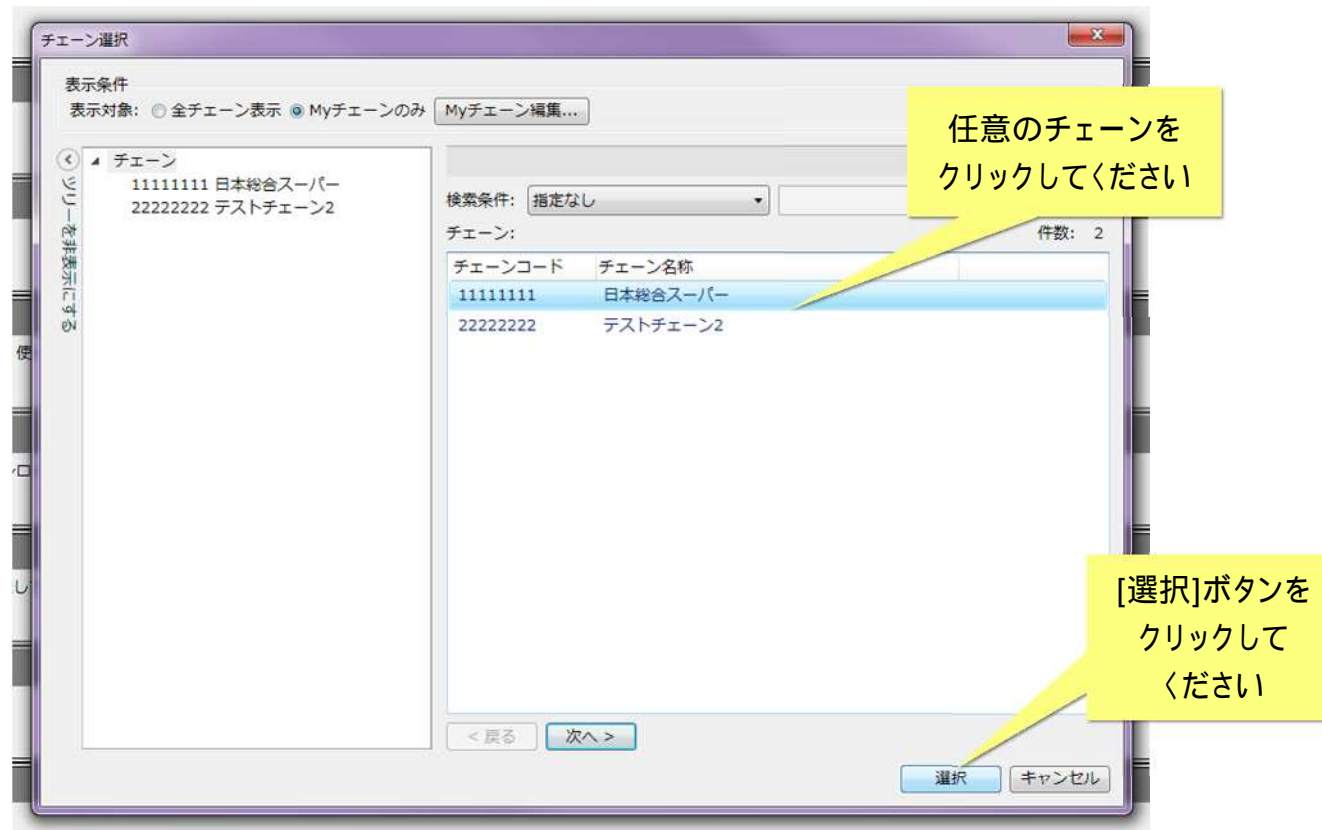 チェーン選択
表示条件
表示対象: 全チェーン表示 Myチェーンのみ Myチェーン編集...
任意のチェーンを
クリックしてください
ツリーを非表示にする
チェーン
11111111 日本総合スーパー
22222222 テストチェーン2
検索条件: 指定なし
チェーン: 件数: 2
チェーンコード チェーン名称
11111111 日本総合スーパー
22222222 テストチェーン2
使
ロ
し
[選択]ボタンを
クリックして
ください
< 戻る 次へ >
選択 キャンセル